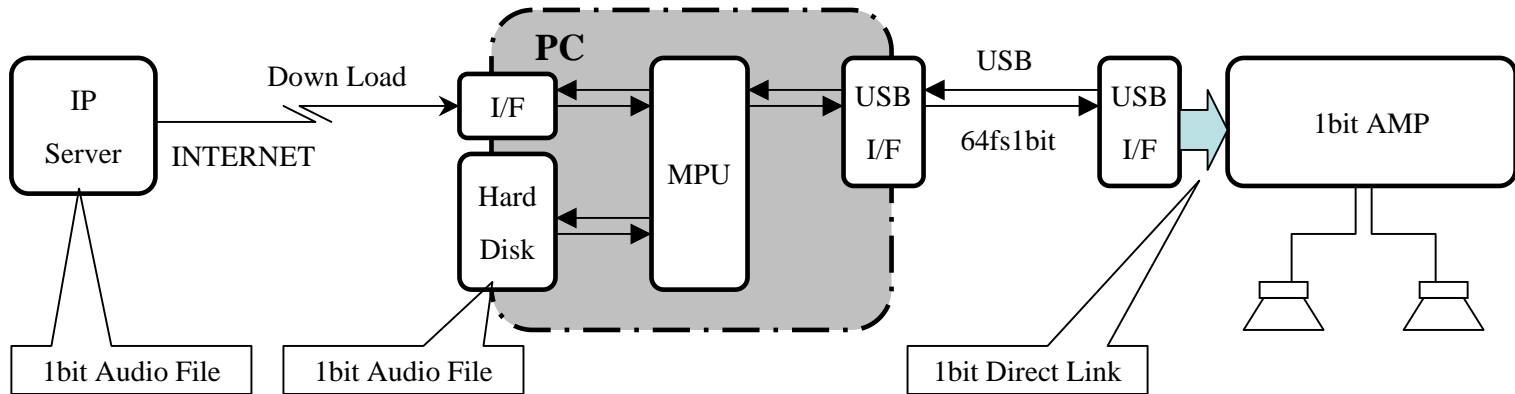 PC
IP
Server
Down Load
INTERNET
I/F
Hard
Disk
MPU
USB
I/F
USB
64fs1bit
USB
I/F
1bit AMP
1bit Audio File
1bit Audio File
1bit Direct Link